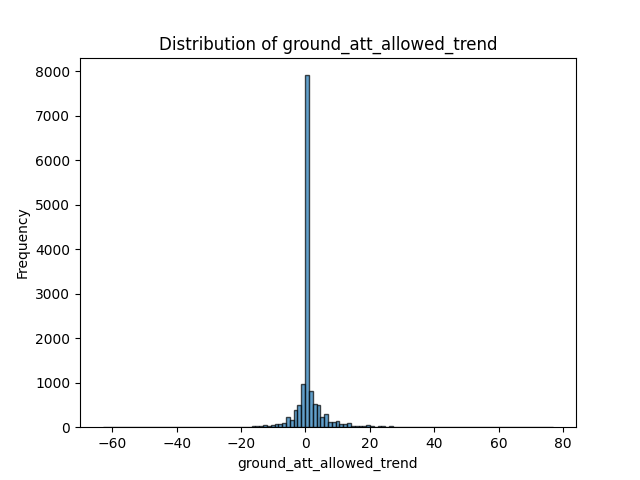 Distribution of ground_att_allowed_trend
8000
7000
6000
5000
4000
3000
2000
1000
0
Frequency
−60 −40 −20 0 20 40 60 80
ground_att_allowed_trend